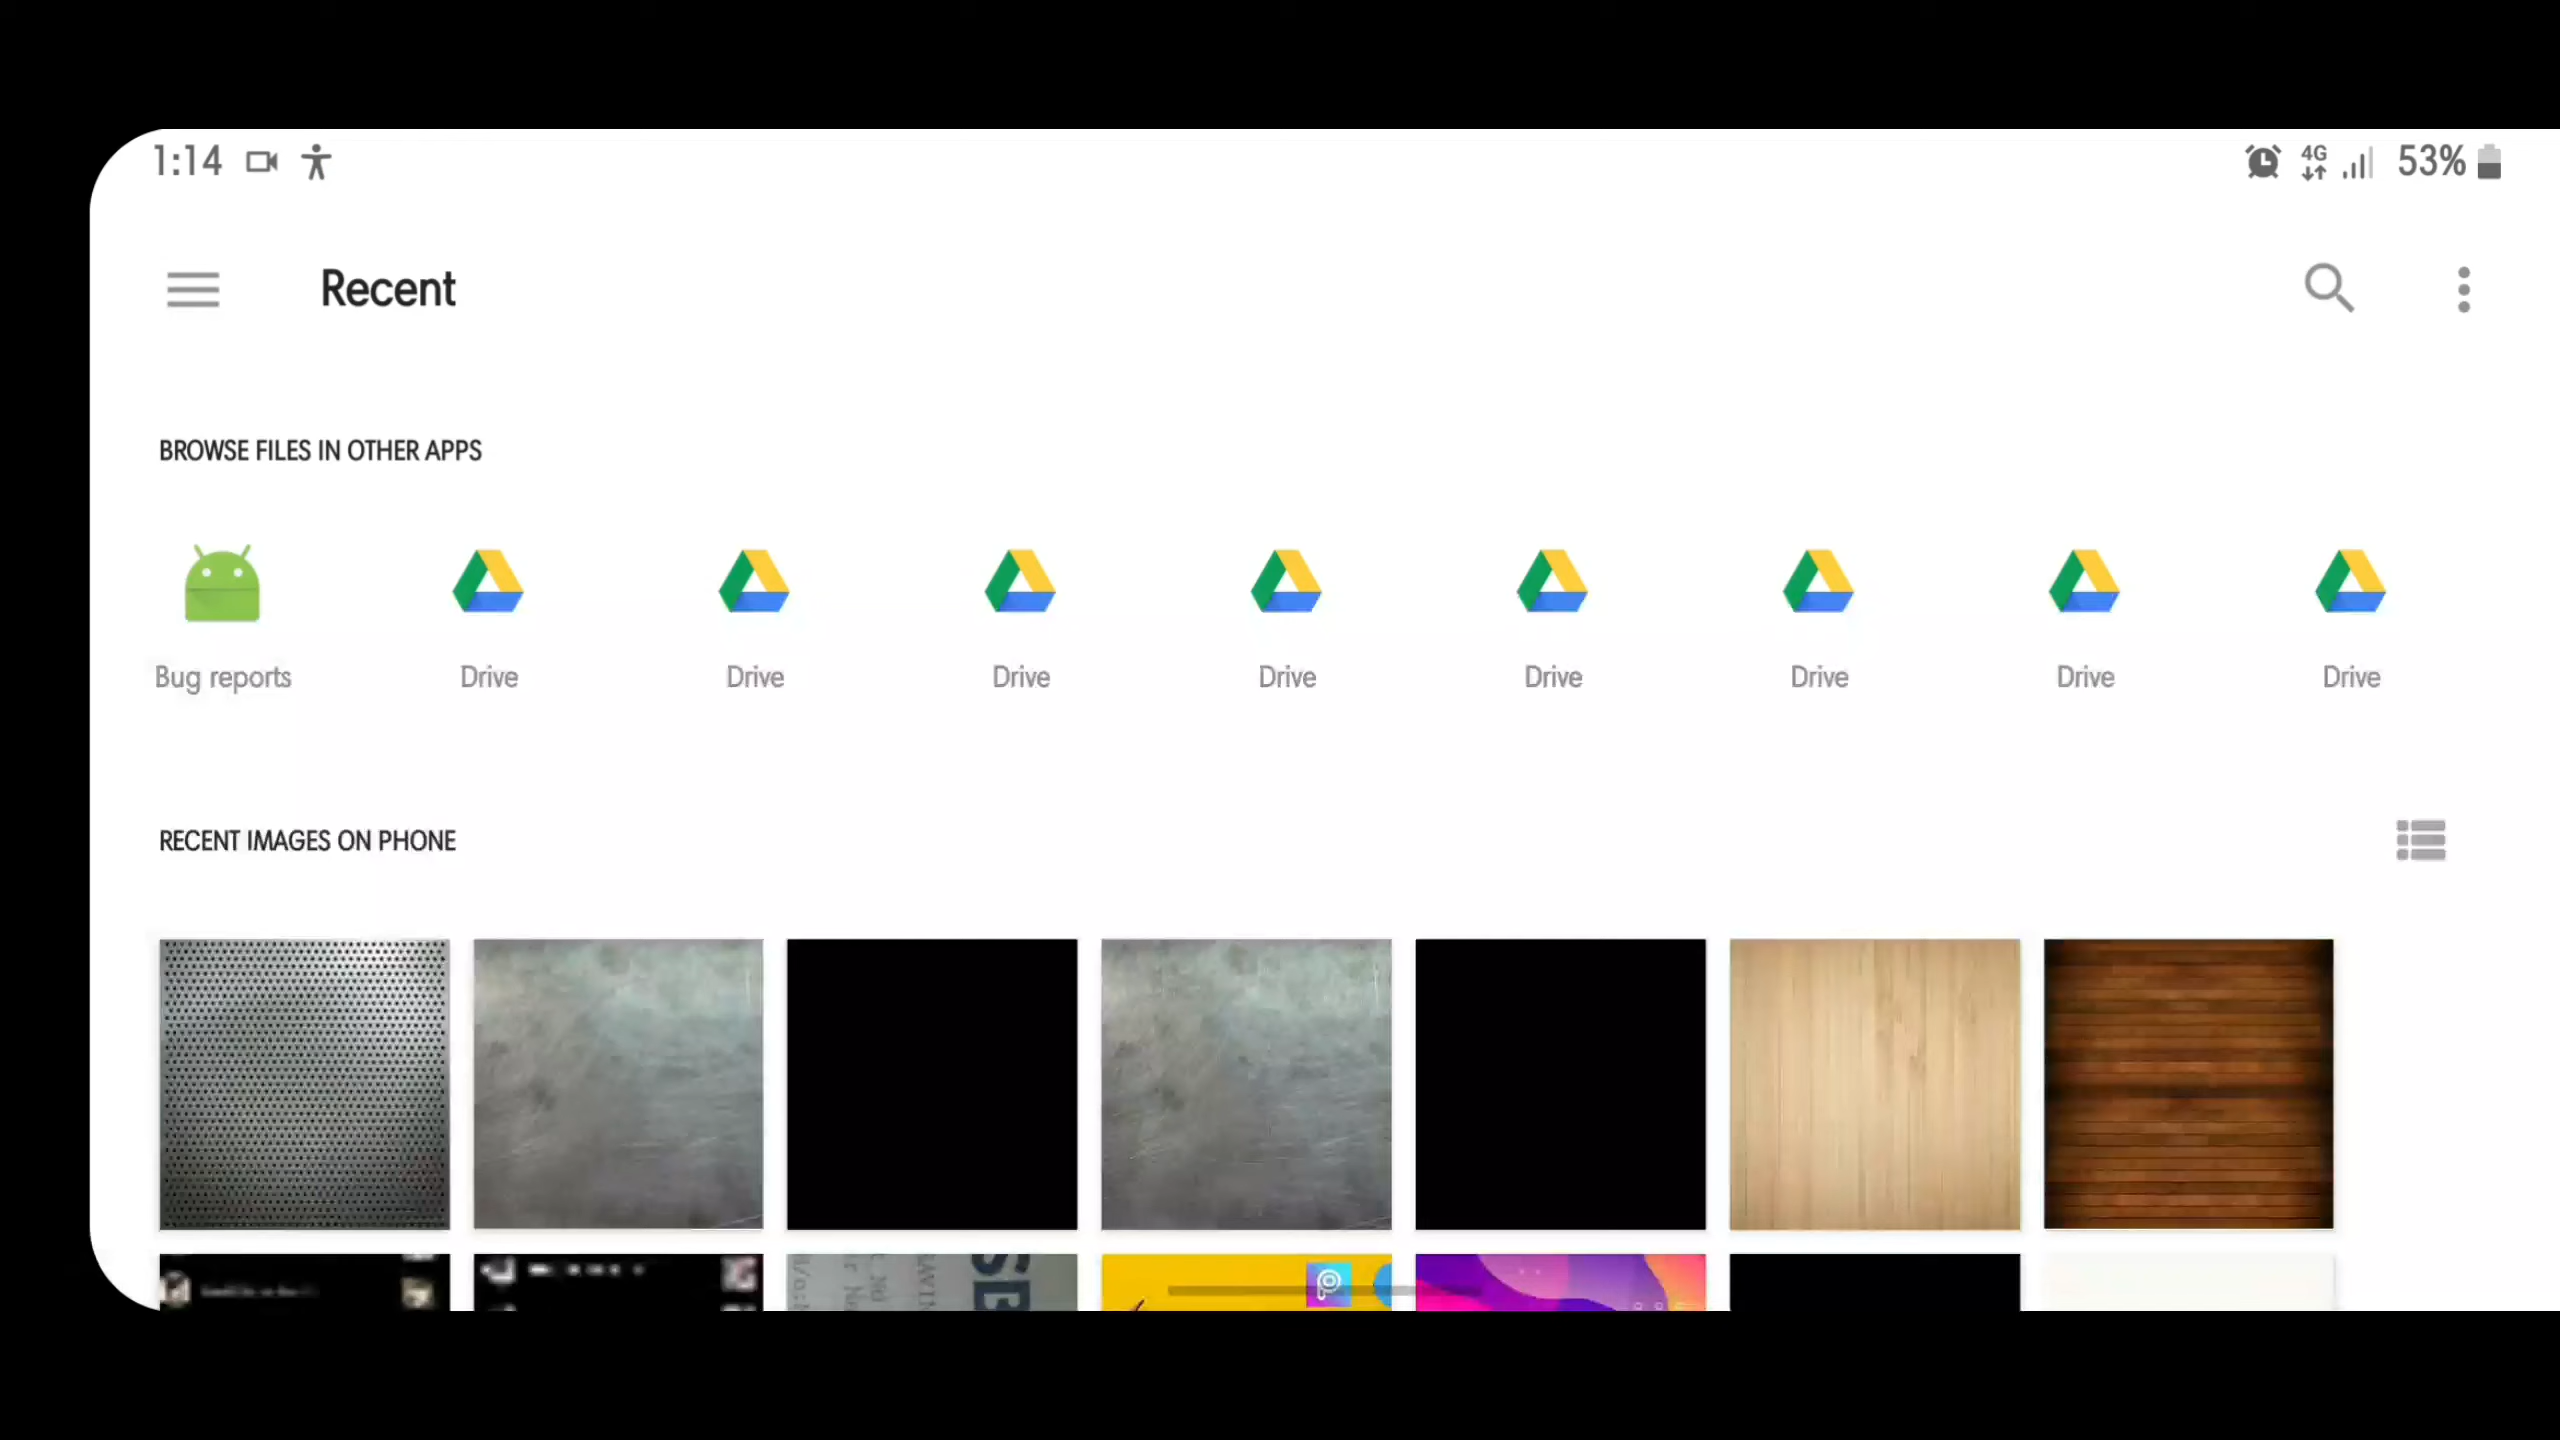 1:14
4G
53%
Recent
BROWSE FILES IN OTHER APPS
Bug reports
Drive
Drive
Drive
Drive
Drive
Drive
Drive
Drive
RECENT IMAGES ON PHONE